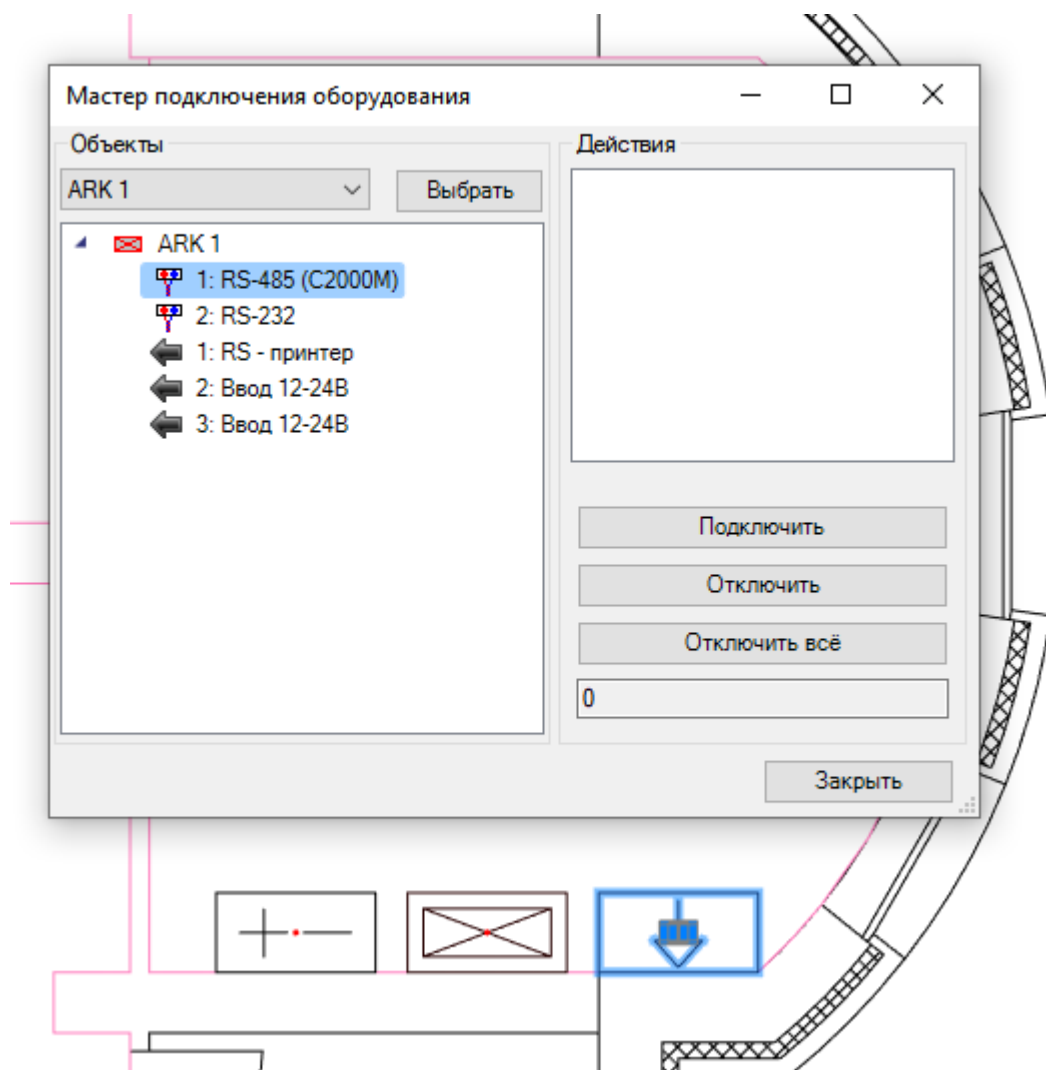 Мастер подключения оборудования
Объекты
Действия
ARK 1
Выбрать
ARK 1
1: RS-485 (C2000M)
2: RS-232
1: RS - принтер
2: Ввод 12-24В
3: Ввод 12-24В
Подключить
Отключить
Отключить всё
0
Закрыть